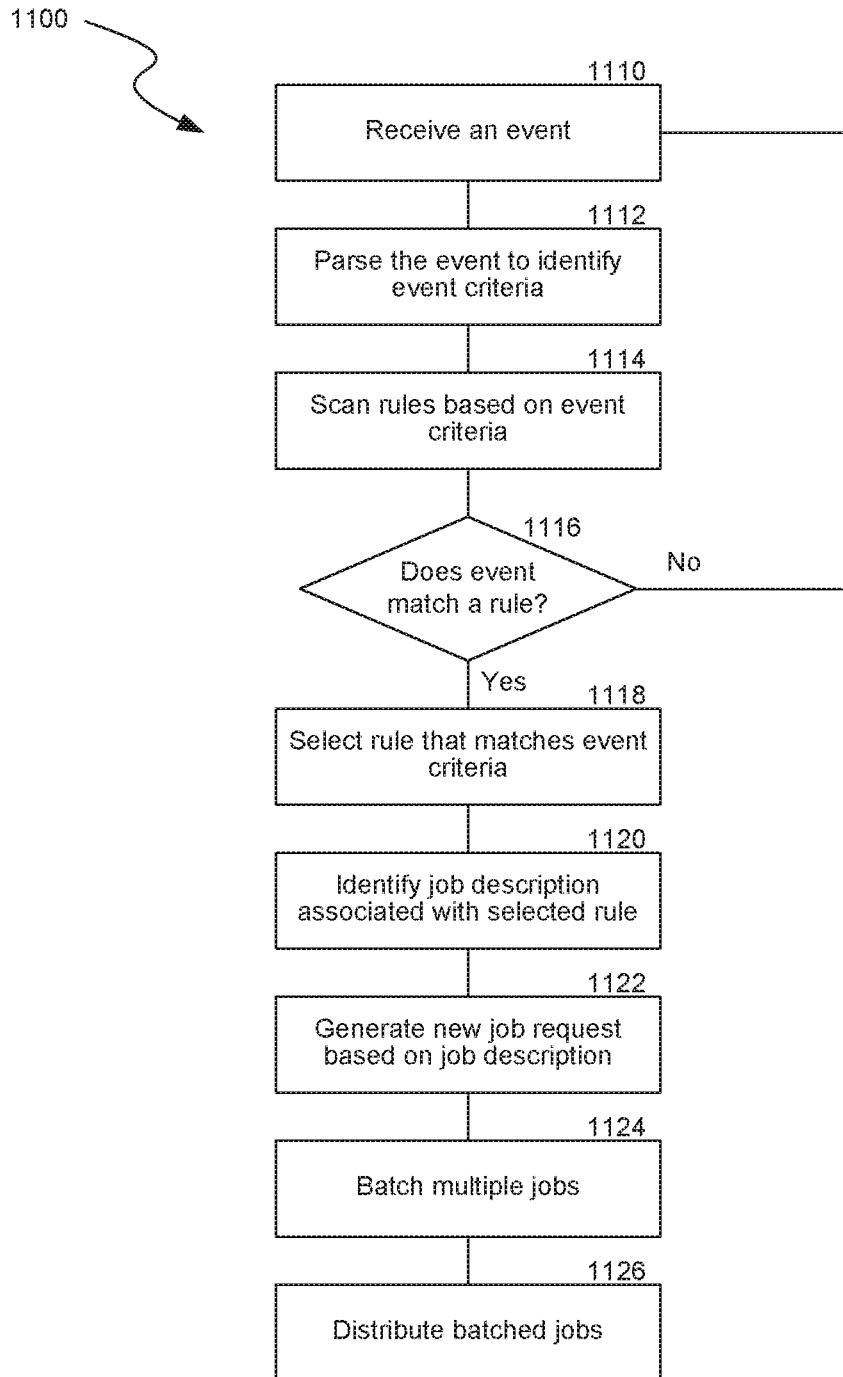 1100
1110
Receive an event
1112
Parse the event to identify
event criteria
1114
Scan rules based on event
criteria
1116
Does event
match a rule?
No
Yes
1118
Select rule that matches event
criteria
1120
Identify job description
associated with selected rule
1122
Generate new job request
based on job description
1124
Batch multiple jobs
1126
Distribute batched jobs